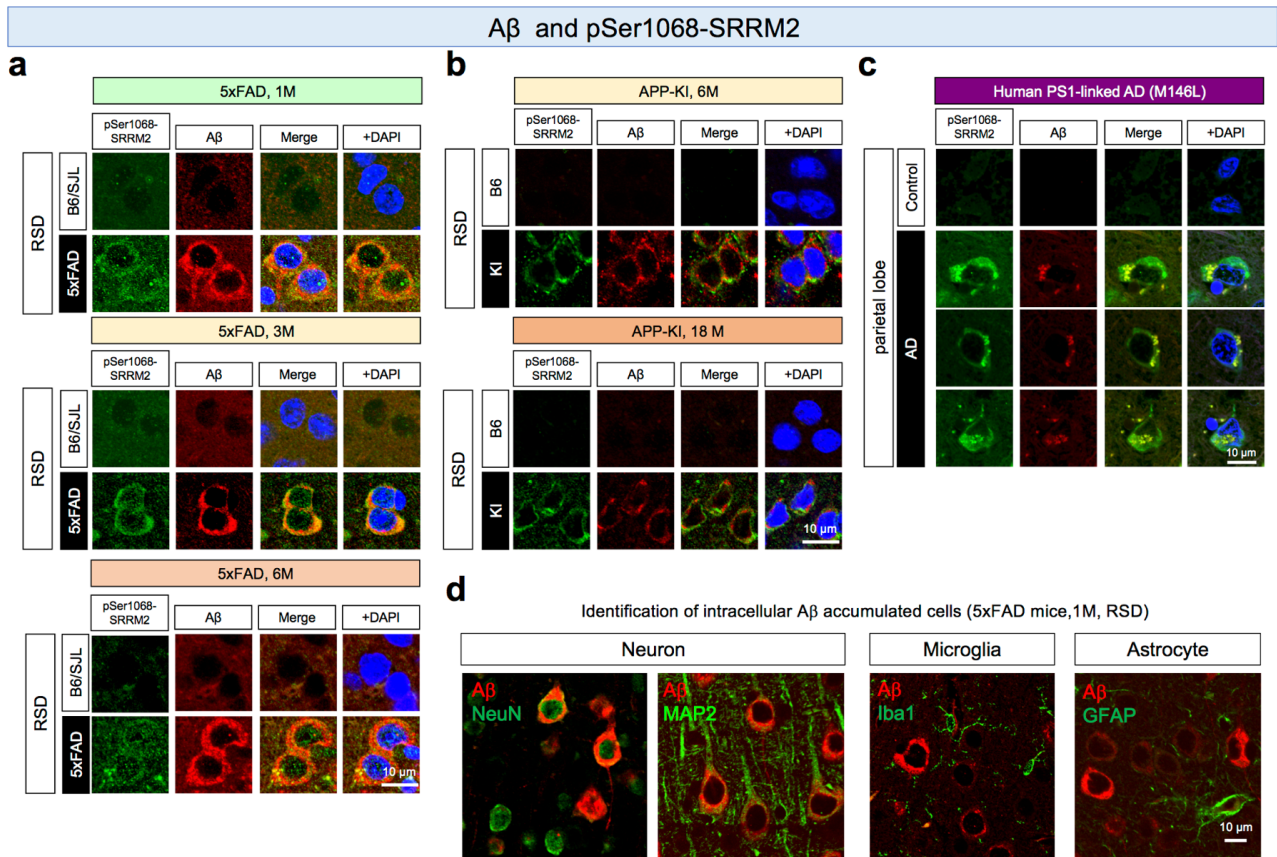 Aβ and pSer1068-SRRM2
a
5xFAD, 1M
pSer1068-
SRRM2
Aβ
Merge
+DAPI
RSD
B6/SJL
5xFAD
5xFAD, 3M
pSer1068-
SRRM2
Aβ
Merge
+DAPI
RSD
B6/SJL
5xFAD
5xFAD, 6M
pSer1068-
SRRM2
Aβ
Merge
+DAPI
RSD
B6/SJL
5xFAD
10 µm
b
APP-KI, 6M
pSer1068-
SRRM2
Aβ
Merge
+DAPI
RSD
B6
KI
APP-KI, 18 M
pSer1068-
SRRM2
Aβ
Merge
+DAPI
RSD
B6
KI
10 µm
c
Human PS1-linked AD (M146L)
pSer1068-
SRRM2
Aβ
Merge
+DAPI
parietal lobe
Control
AD
10 µm
d
Identification of intracellular Aβ accumulated cells (5xFAD mice,1M, RSD)
Neuron
Microglia
Astrocyte
Aβ
NeuN
Aβ
MAP2
Aβ
Iba1
Aβ
GFAP
10 µm